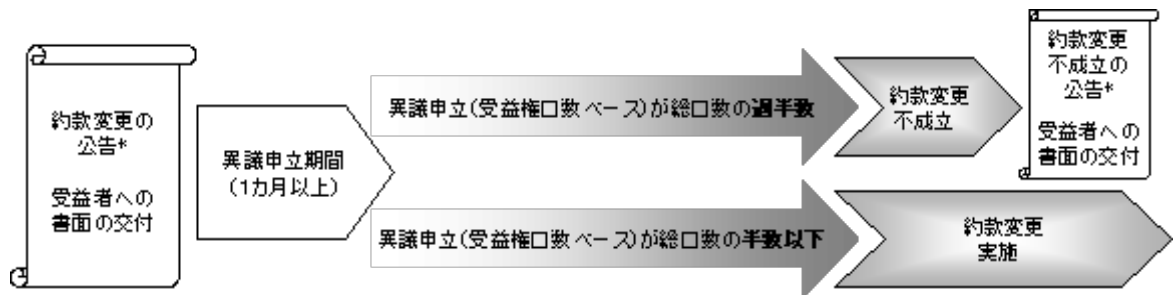 約款変更の
公告*
受益者への
書面の交付
異議申立期間
(1カ月以上)
異議申立(受益権口数ベース)が総口数の過半数
約款変更
不成立
約款変更
不成立の
公告*
受益者への
書面の交付
異議申立(受益権口数ベース)が総口数の半数以下
約款変更
実施